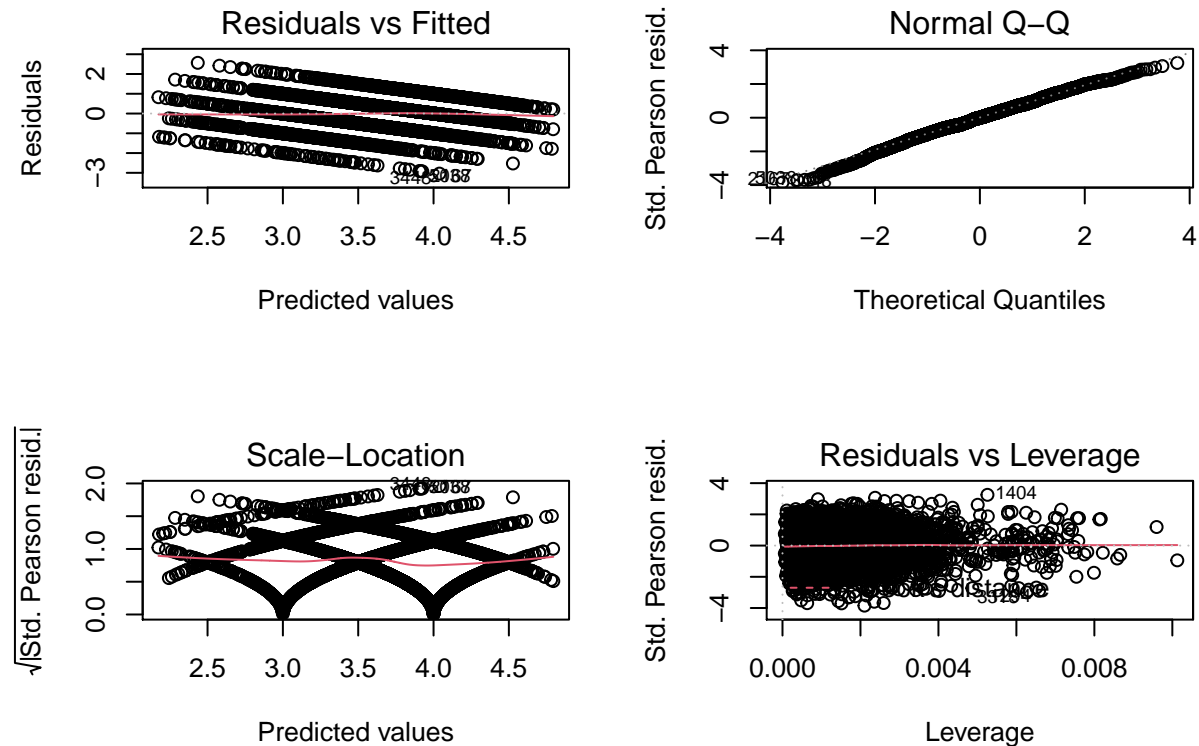 Residuals vs Fitted
Residuals
2
0
−3
2.5 3.0 3.5 4.0 4.5
Predicted values
Normal Q−Q
Std. Pearson resid.
4
0
−4
−4 −2 0 2 4
Theoretical Quantiles
Scale−Location
√|Std. Pearson resid.|
2.0
1.0
0.0
2.5 3.0 3.5 4.0 4.5
Predicted values
Residuals vs Leverage
Std. Pearson resid.
4
0
−4
1404
distance
0.000 0.004 0.008
Leverage